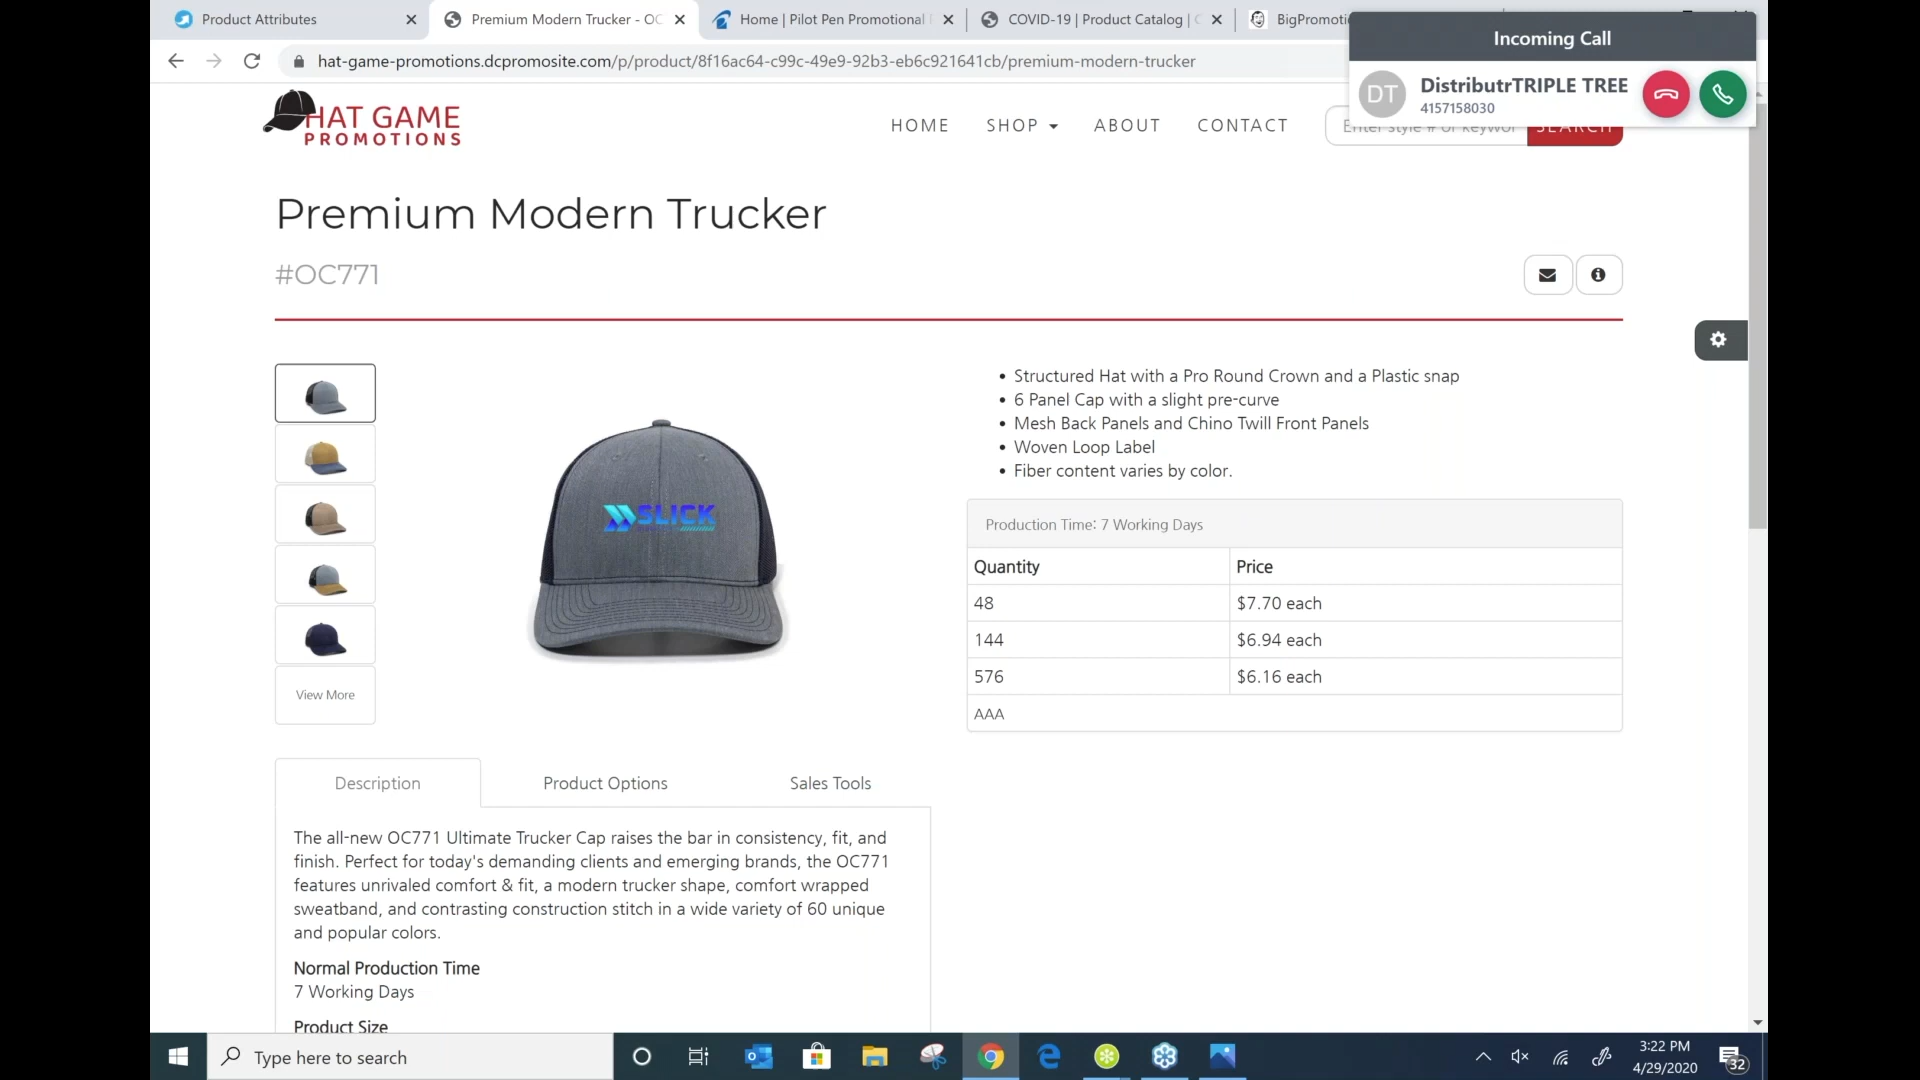 Product Attributes
Premium Modern Trucker - OC
Home | Pilot Pen Promotional
COVID-19 | Product Catalog |
BigPromoti
Incoming Call
DT
DistributrTRIPLE TREE
4157158030
hat-game-promotions.dcpromosite.com/p/product/8f16ac64-c99c-49e9-92b3-eb6c921641cb/premium-modern-trucker
HAT GAME
PROMOTIONS
HOME
SHOP
ABOUT
CONTACT
Enter style # or keywor
SEARCH
Premium Modern Trucker
#OC771
• Structured Hat with a Pro Round Crown and a Plastic snap
• 6 Panel Cap with a slight pre-curve
• Mesh Back Panels and Chino Twill Front Panels
• Woven Loop Label
• Fiber content varies by color.
SLICK
Production Time: 7 Working Days
Quantity Price
48 $7.70 each
144 $6.94 each
576 $6.16 each
AAA
View More
Description
Product Options
Sales Tools
The all-new OC771 Ultimate Trucker Cap raises the bar in consistency, fit, and
finish. Perfect for today's demanding clients and emerging brands, the OC771
features unrivaled comfort & fit, a modern trucker shape, comfort wrapped
sweatband, and contrasting construction stitch in a wide variety of 60 unique
and popular colors.
Normal Production Time
7 Working Days
Product Size
Type here to search
3:22 PM
4/29/2020
32